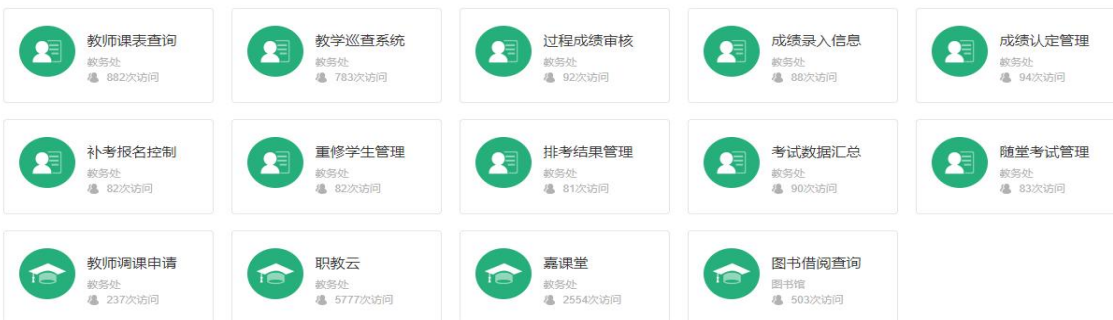 教师课表查询
教务处
882次访问
教学巡查系统
教务处
783次访问
过程成绩审核
教务处
92次访问
成绩录入信息
教务处
88次访问
成绩认定管理
教务处
94次访问
补考报名控制
教务处
82次访问
重修学生管理
教务处
82次访问
排考结果管理
教务处
81次访问
考试数据汇总
教务处
90次访问
随堂考试管理
教务处
83次访问
教师调课申请
教务处
237次访问
职教云
教务处
5777次访问
嘉课堂
教务处
2554次访问
图书借阅查询
图书馆
503次访问